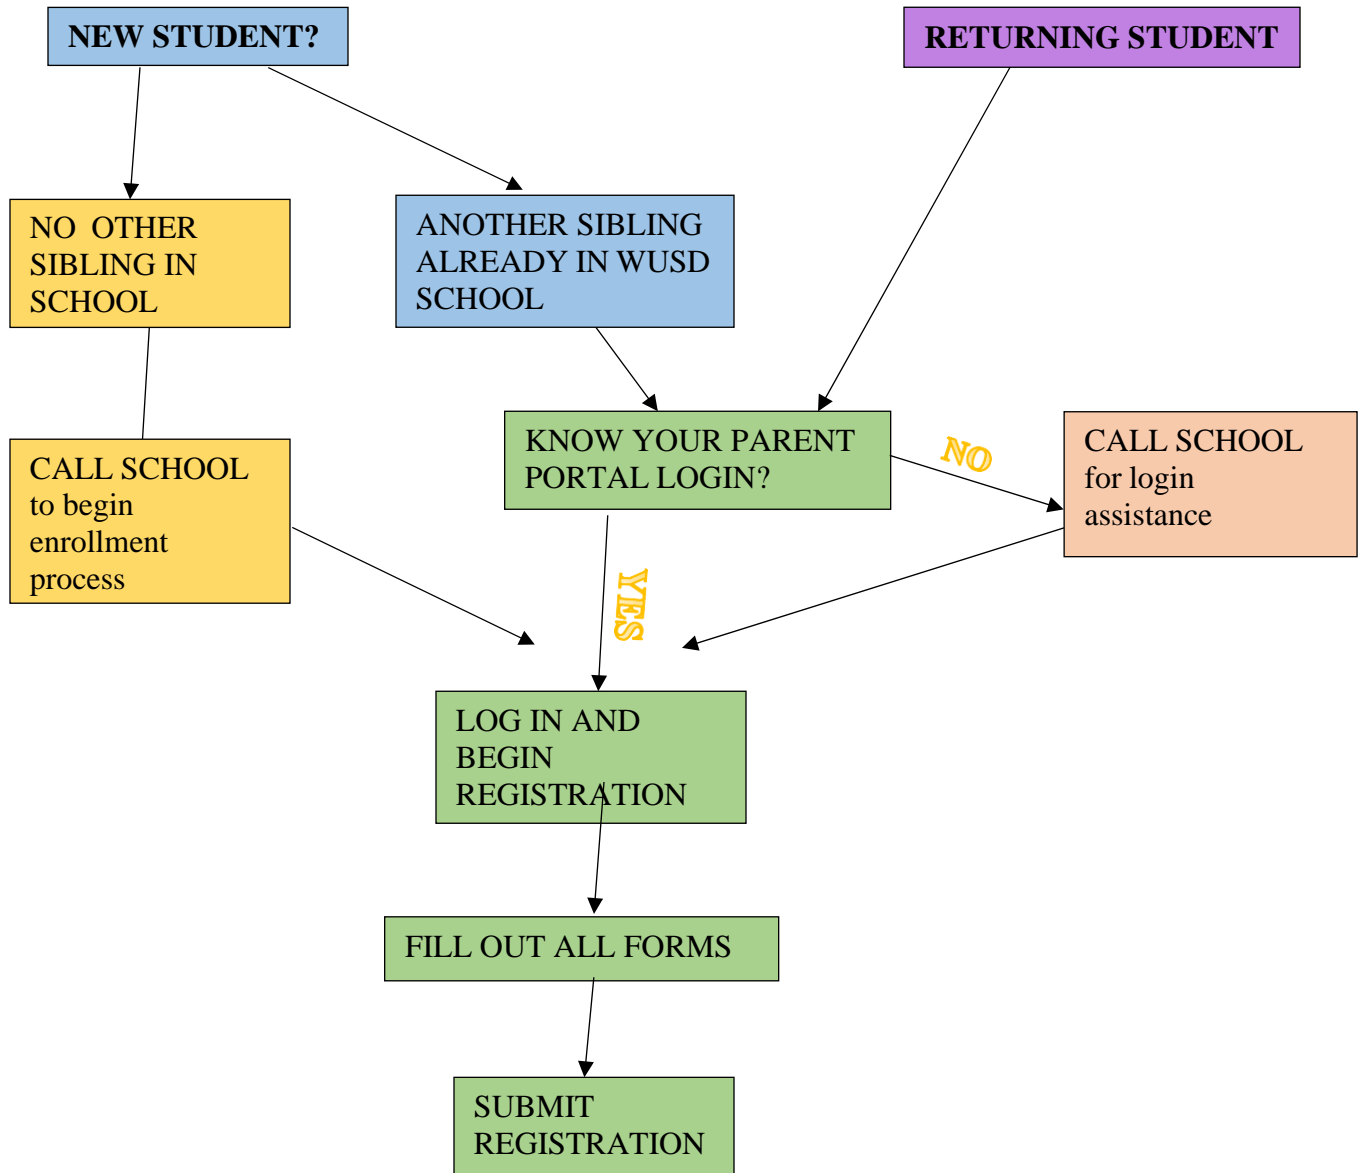 NEW STUDENT?
RETURNING STUDENT
NO OTHER
SIBLING IN
SCHOOL
ANOTHER SIBLING
ALREADY IN WUSD
SCHOOL
CALL SCHOOL
to begin
enrollment
process
KNOW YOUR PARENT
PORTAL LOGIN?
NO
CALL SCHOOL
for login
assistance
YES
LOG IN AND
BEGIN
REGISTRATION
FILL OUT ALL FORMS
SUBMIT
REGISTRATION